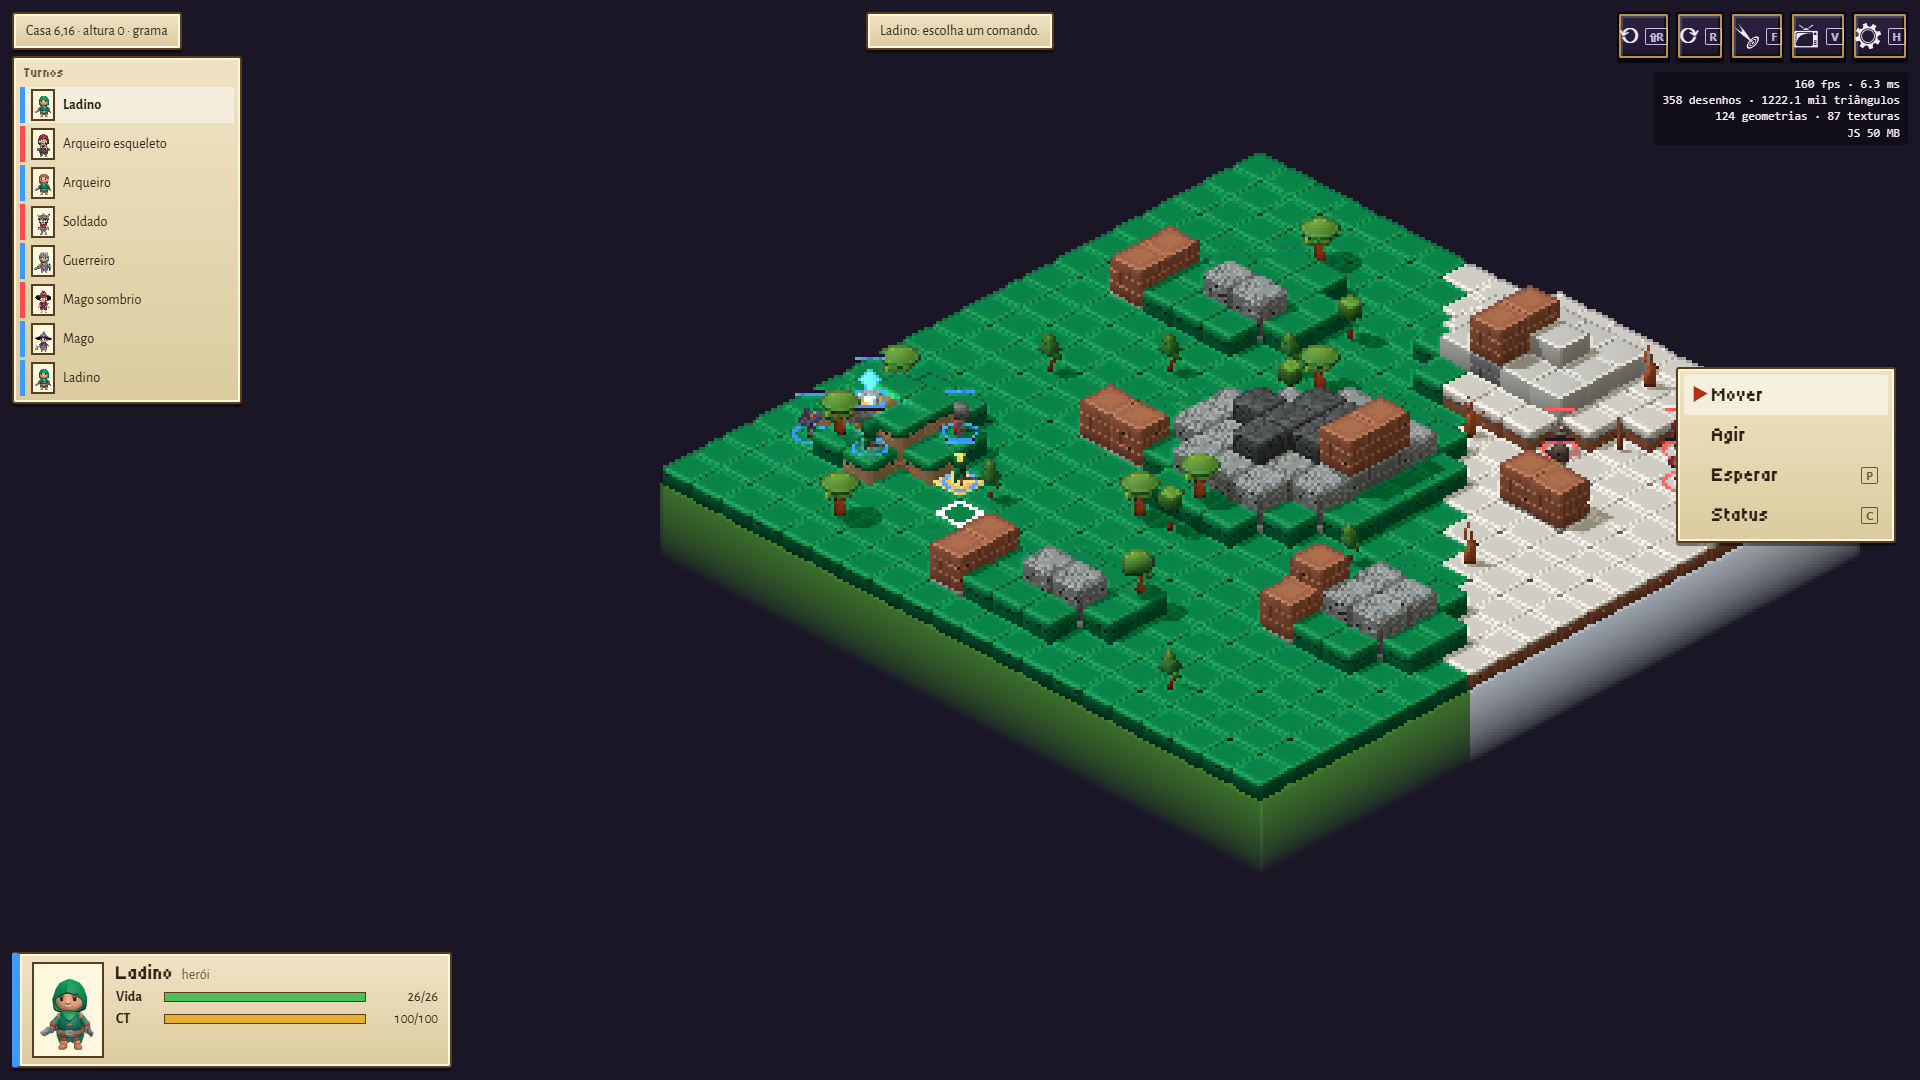 Casa 6,16 · altura 0 · grama
Ladino: escolha um comando.
⇧R
R
F
V
H
160 fps · 6.3 ms
358 desenhos · 1222.1 mil triângulos
124 geometrias · 87 texturas
JS 50 MB
Turnos
Ladino
Arqueiro esqueleto
Arqueiro
Soldado
Guerreiro
Mago sombrio
Mago
Ladino
Mover
Agir
Esperar P
Status C
Ladino herói
Vida 26/26
CT 100/100